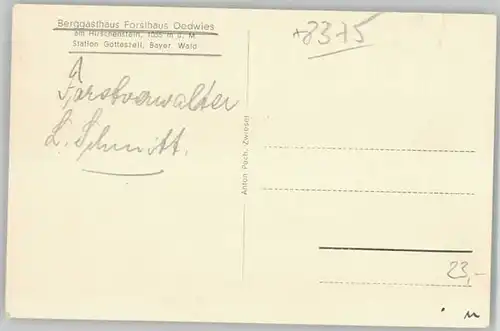 Berggasthaus Forsthaus Oedwies
am Hirschenstein, 1050 m ü. M.
Station Gotteszell, Bayer. Wald
Forstverwalter
L. Schmitt.
Anton Pech, Zwiesel
+8375
23,-